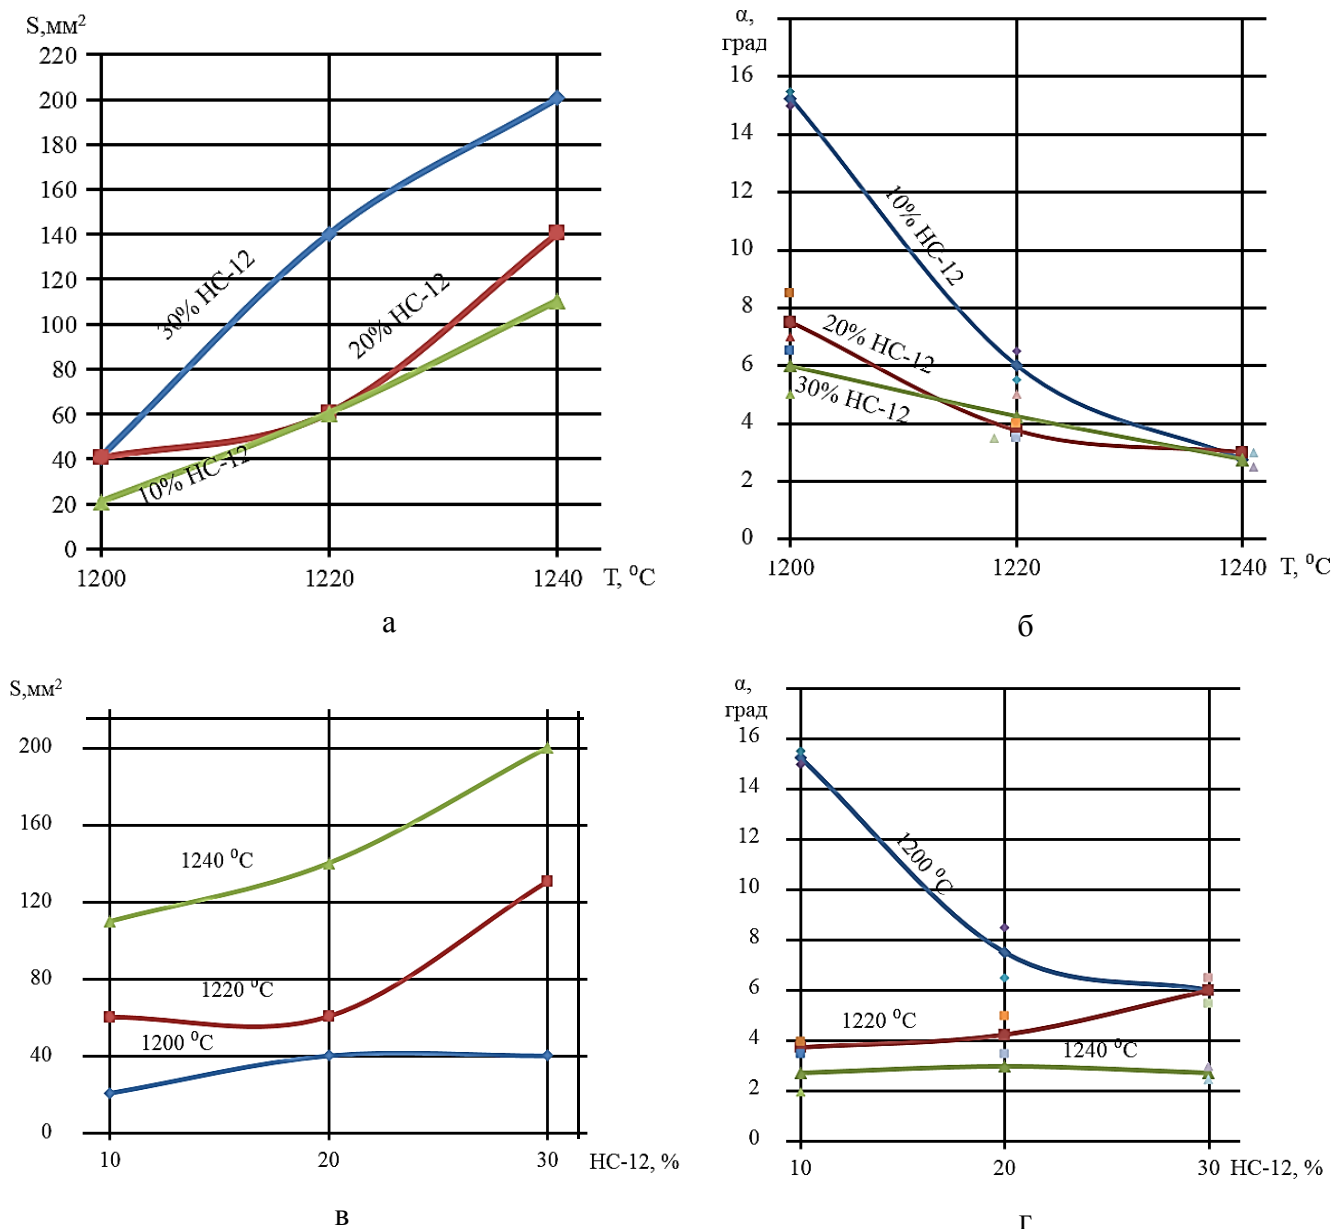 S,мм²
220
200
180
160
140
120
100
80
60
40
20
0
30% НС-12
20% НС-12
10% НС-12
1200 1220 1240 T, ⁰C
а
α,
град
16
14
12
10
8
6
4
2
0
10% НС-12
20% НС-12
30% НС-12
1200 1220 1240 T, ⁰C
б
S,мм²
200
160
120
80
40
0
1240 ⁰C
1220 ⁰C
1200 ⁰C
10 20 30 НС-12, %
в
α,
град
16
14
12
10
8
6
4
2
0
1200 ⁰C
1220 ⁰C
1240 ⁰C
10 20 30 НС-12, %
г